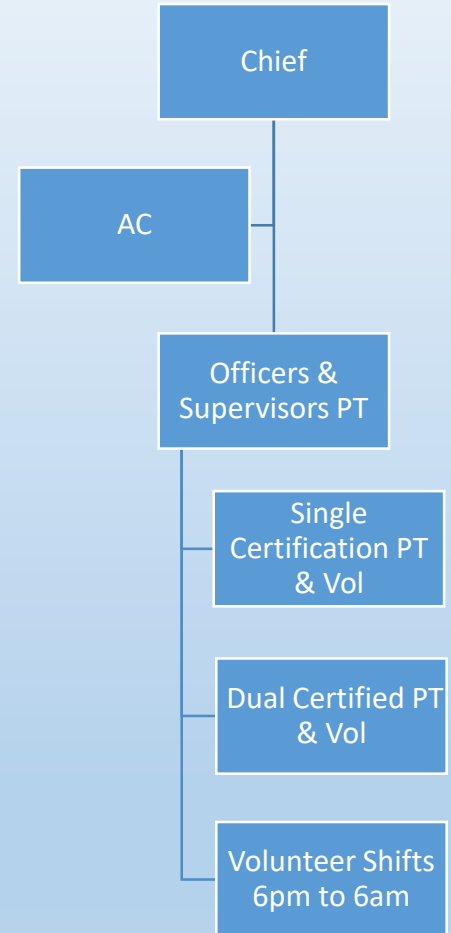 Chief
AC
Officers &
Supervisors PT
Single
Certification PT
& Vol
Dual Certified PT
& Vol
Volunteer Shifts
6pm to 6am